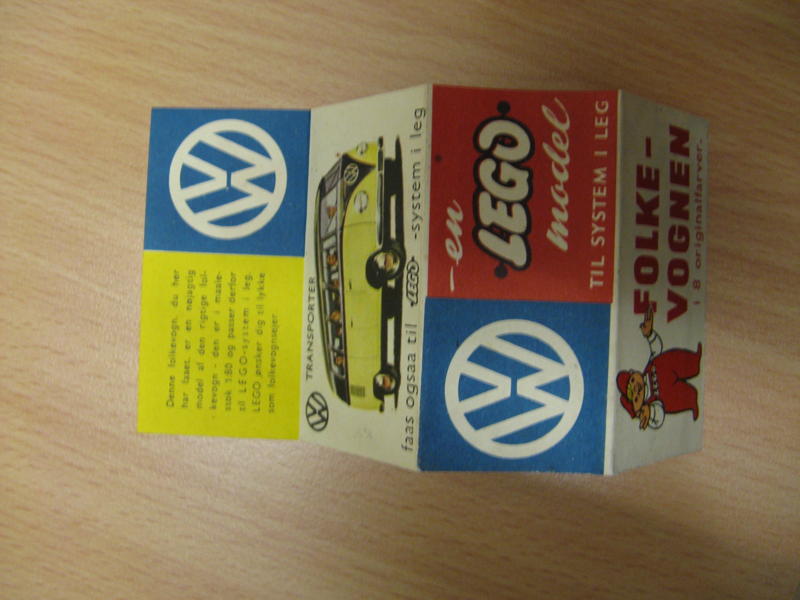 Denne folkevogn, du her
har faaet, er en nøjagtig
model af den rigtige fol-
kevogn - den er i maale-
stok 1:80 og passer derfor
til LEGO-system i leg.
LEGO ønsker dig til lykke
som folkevognsejer.
TRANSPORTER
faas ogsaa til LEGO -system i leg
-en
LEGO
model
TIL SYSTEM I LEG
FOLKE-
VOGNEN
i 8 originalfarver.
LEGO